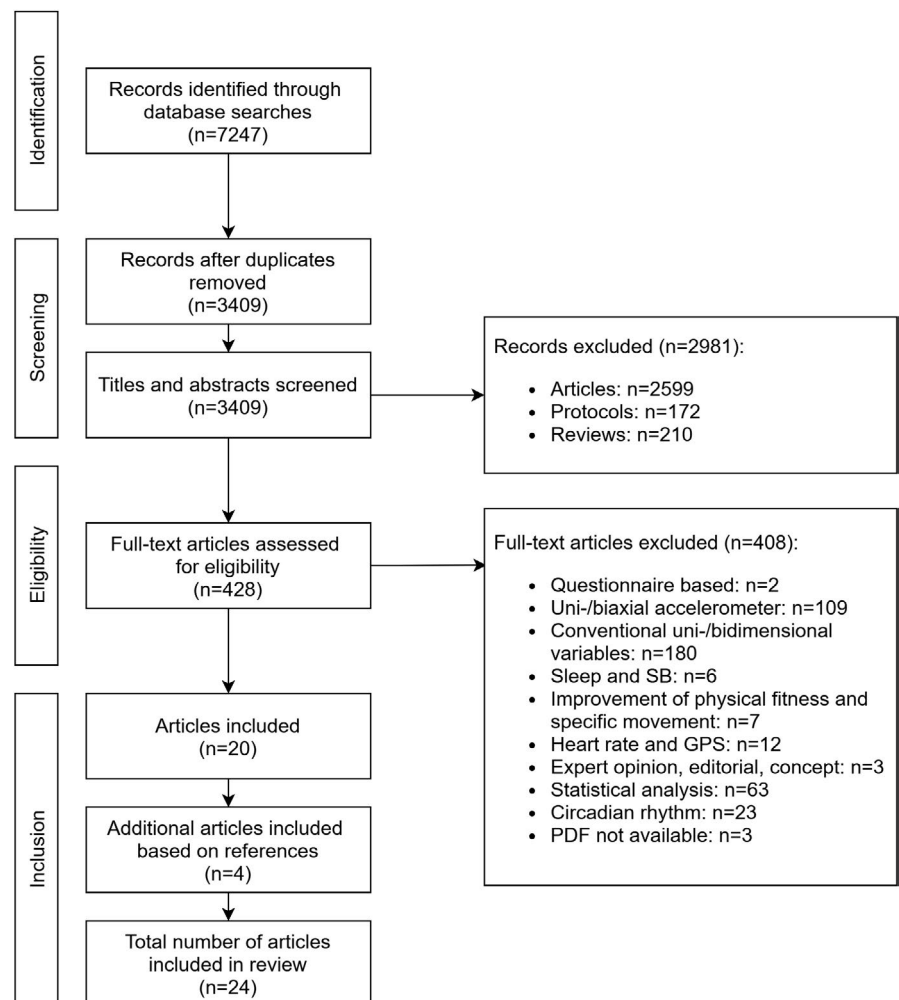 Identification
Records identified through
database searches
(n=7247)
Screening
Records after duplicates
removed
(n=3409)
Titles and abstracts screened
(n=3409)
Records excluded (n=2981):
• Articles: n=2599
• Protocols: n=172
• Reviews: n=210
Eligibility
Full-text articles assessed
for eligibility
(n=428)
Full-text articles excluded (n=408):
• Questionnaire based: n=2
• Uni-/biaxial accelerometer: n=109
• Conventional uni-/bidimensional
variables: n=180
• Sleep and SB: n=6
• Improvement of physical fitness and
specific movement: n=7
• Heart rate and GPS: n=12
• Expert opinion, editorial, concept: n=3
• Statistical analysis: n=63
• Circadian rhythm: n=23
• PDF not available: n=3
Inclusion
Articles included
(n=20)
Additional articles included
based on references
(n=4)
Total number of articles
included in review
(n=24)